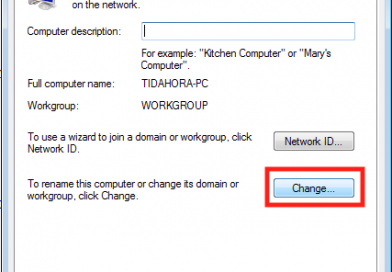 on the network.
Computer description:
For example: "Kitchen Computer" or "Mary's
Computer".
Full computer name: TIDAHORA-PC
Workgroup: WORKGROUP
To use a wizard to join a domain or workgroup, click
Network ID.
Network ID...
To rename this computer or change its domain or
workgroup, click Change.
Change...